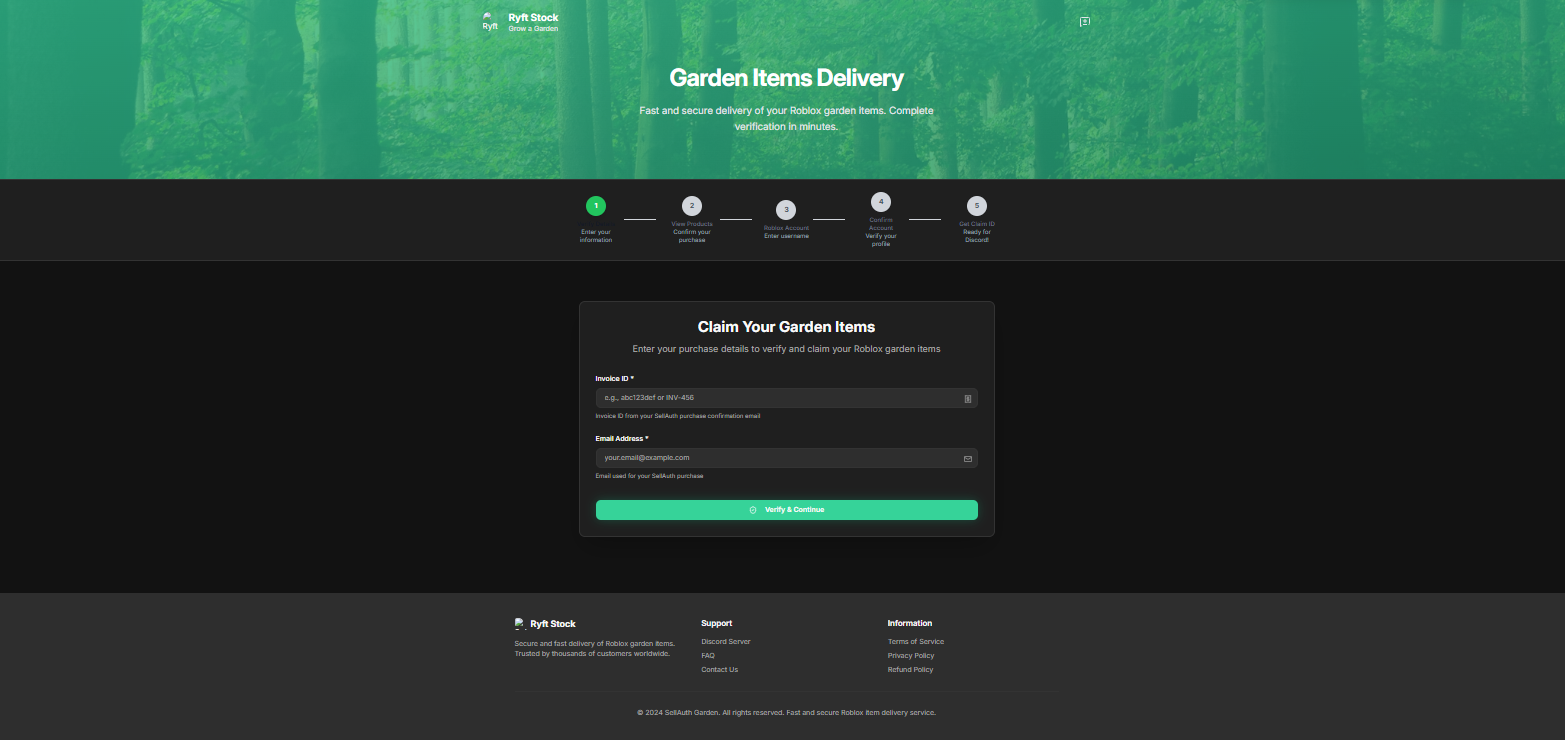 Ryft
Ryft Stock
Grow a Garden
Garden Items Delivery
Fast and secure delivery of your Roblox garden items. Complete
verification in minutes.
1
Enter your
information
2
View Products
Confirm your
purchase
3
Roblox Account
Enter username
4
Confirm
Account
Verify your
profile
5
Get Claim ID
Ready for
Discord!
Claim Your Garden Items
Enter your purchase details to verify and claim your Roblox garden items
Invoice ID *
e.g., abc123def or INV-456
Invoice ID from your SellAuth purchase confirmation email
Email Address *
your.email@example.com
Email used for your SellAuth purchase
Verify & Continue
Ryft Stock
Secure and fast delivery of Roblox garden items.
Trusted by thousands of customers worldwide.
Support
Discord Server
FAQ
Contact Us
Information
Terms of Service
Privacy Policy
Refund Policy
© 2024 SellAuth Garden. All rights reserved. Fast and secure Roblox item delivery service.